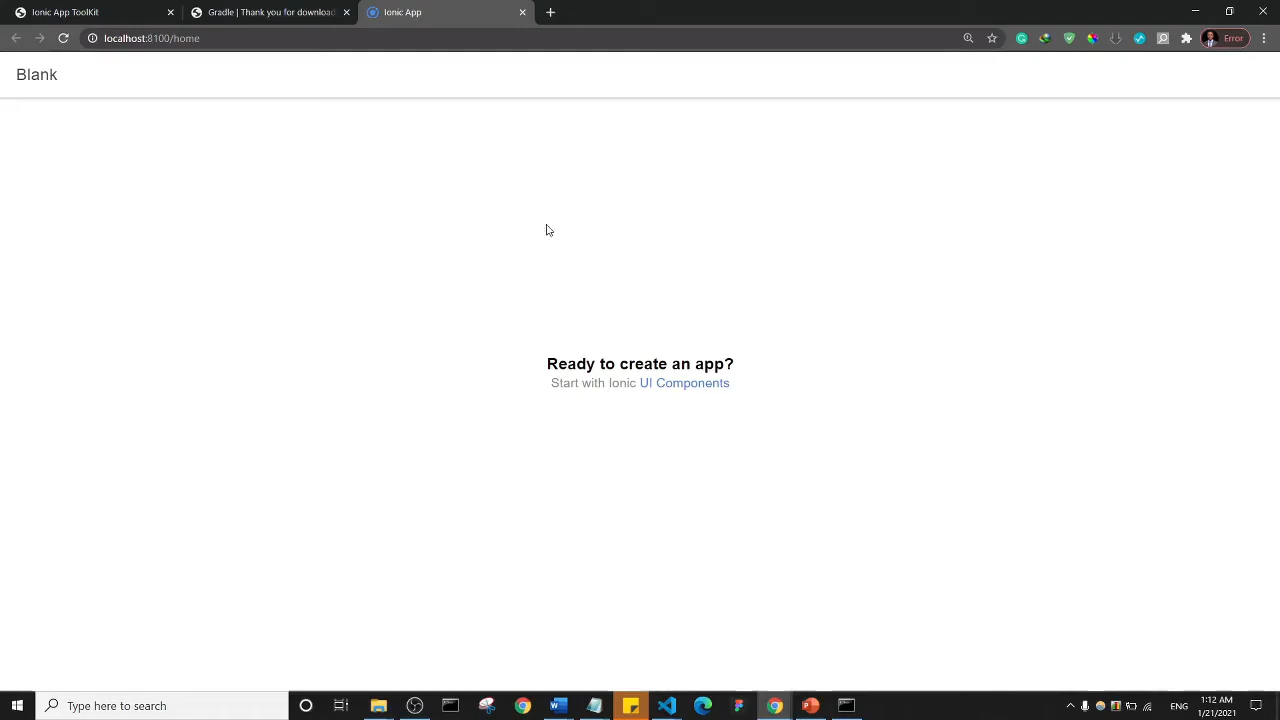 Ionic App ToolKit
Gradle | Thank you for download
Ionic App
localhost:8100/home
Error
Blank
Ready to create an app?
Start with Ionic UI Components
Type here to search
ENG
1:12 AM
1/21/2021